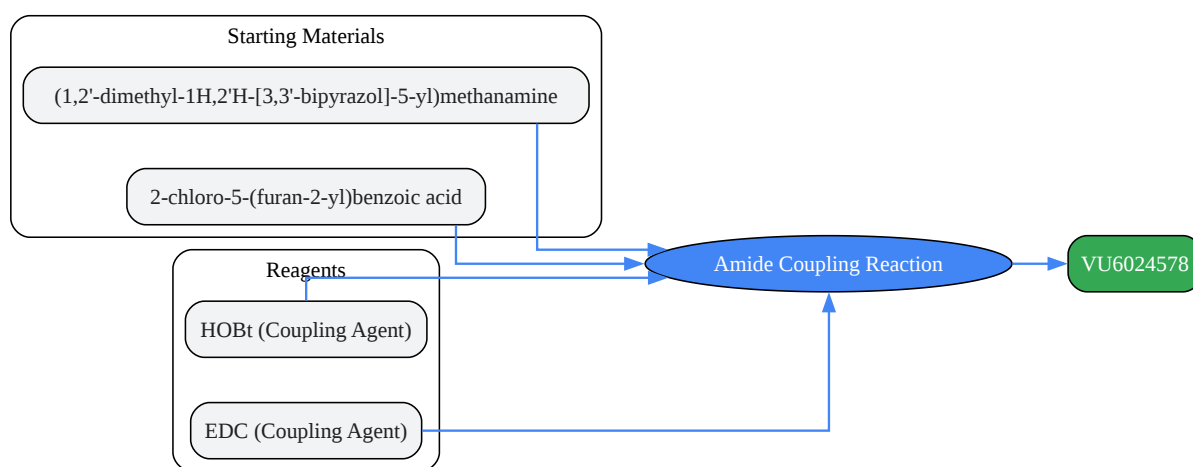 Starting Materials
(1,2'-dimethyl-1H,2'H-[3,3'-bipyrazol]-5-yl)methanamine
2-chloro-5-(furan-2-yl)benzoic acid
Reagents
HOBt (Coupling Agent)
EDC (Coupling Agent)
Amide Coupling Reaction
VU6024578